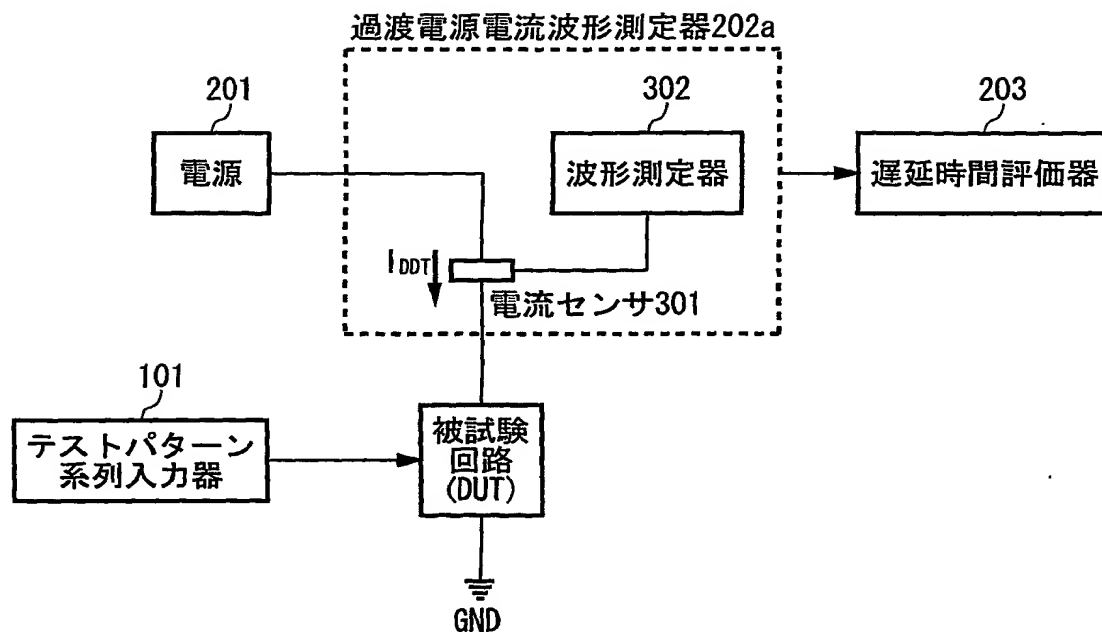 過渡電源電流波形測定器202a
201
302
203
電源
波形測定器
遅延時間評価器
IDDT
電流センサ301
101
テストパターン
系列入力器
被試験
回路
(DUT)
GND